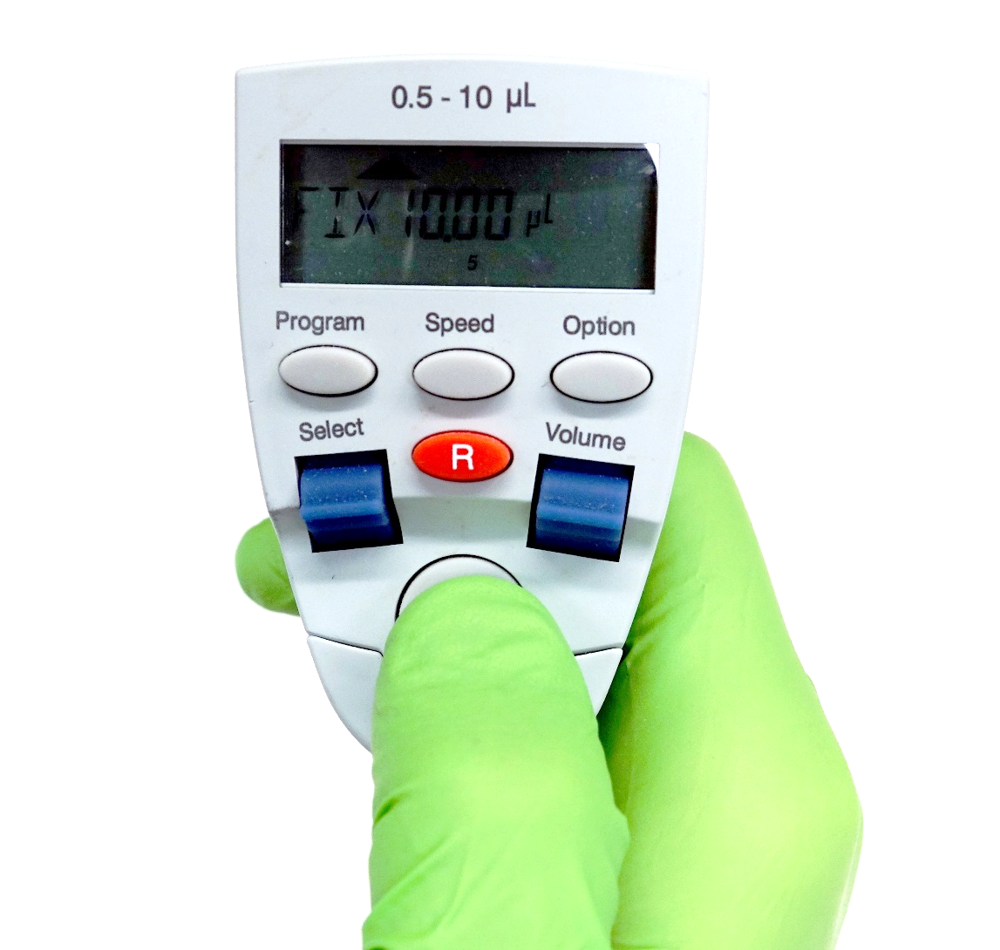 0.5 - 10 µL
FIX 10.00 µL
5
Program Speed Option
Select R Volume